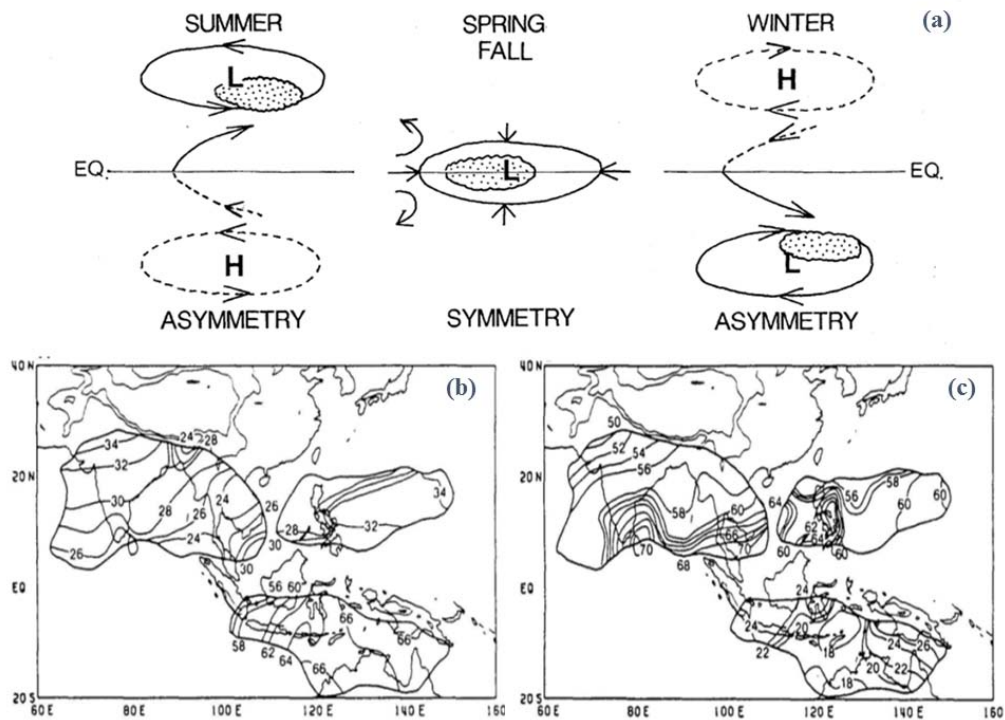 SUMMER SPRING FALL WINTER (a)
L H
EQ. L EQ.
H L
ASYMMETRY SYMMETRY ASYMMETRY
40N (b) (c)
34 24 28 50
32 52 54
20N 24 56 20N 58
30 26 34 64 56 60
28 26 58 60 60
24 28 32 66 62 60
26 30 30 70 64 60
68 60
EQ 56 60 EQ 24
66 24
58 66 20 24 26
62 22 18 20 22
64 66 18
20S 20S
60E 80E 100E 120E 140E 160 60E 80E 100E 120E 140E 160